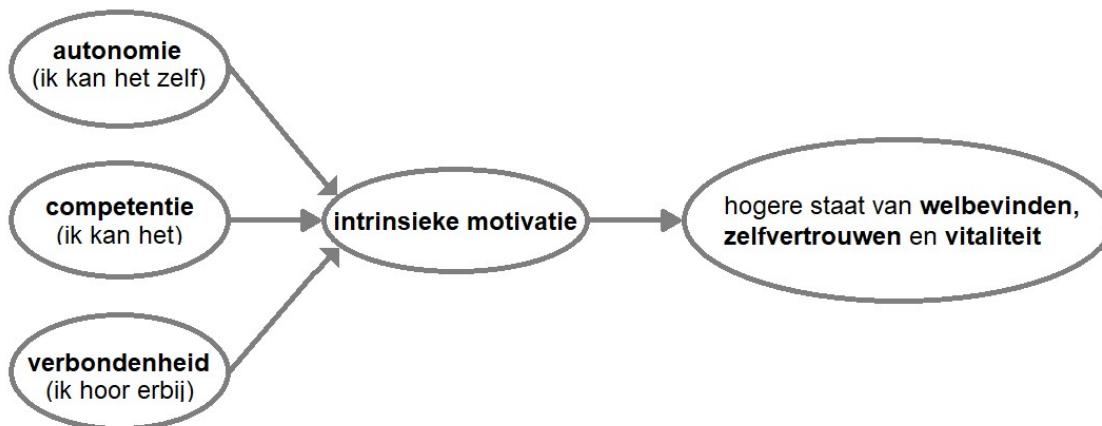 autonomie
(ik kan het zelf)
competentie
(ik kan het)
verbondenheid
(ik hoor erbij)
intrinsieke motivatie
hogere staat van welbevinden,
zelfvertrouwen en vitaliteit